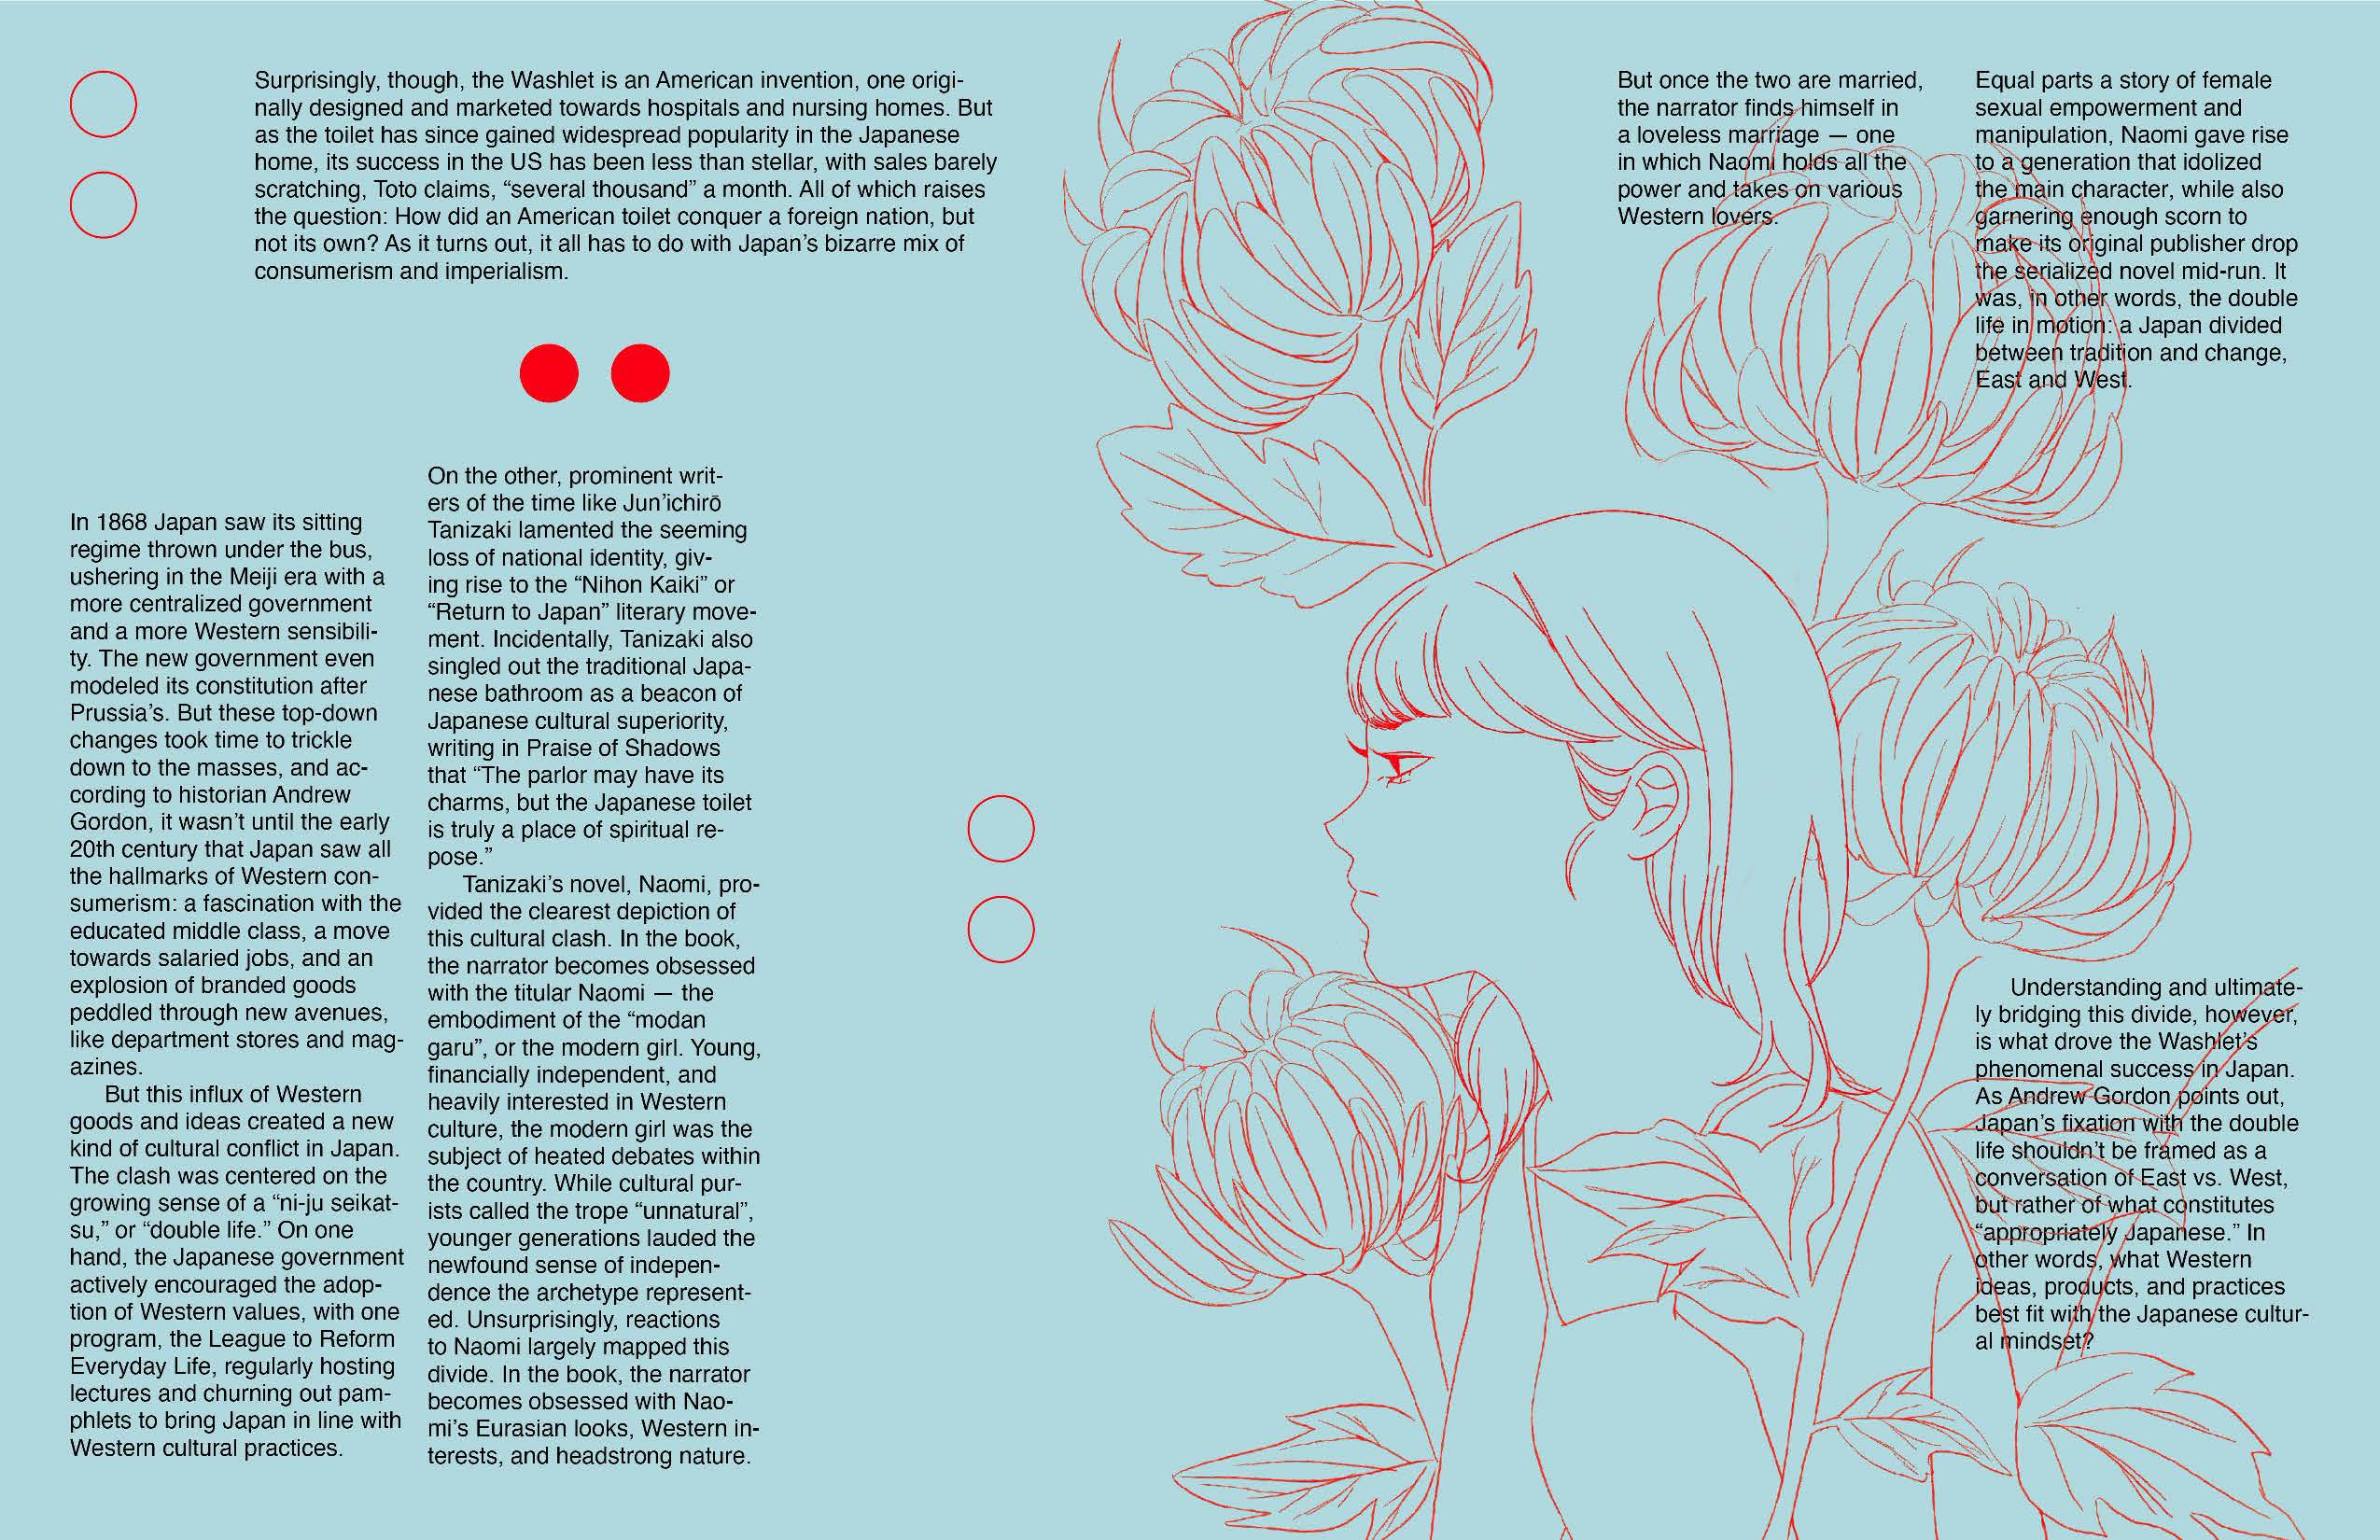 Surprisingly, though, the Washlet is an American invention, one origi-
nally designed and marketed towards hospitals and nursing homes. But
as the toilet has since gained widespread popularity in the Japanese
home, its success in the US has been less than stellar, with sales barely
scratching, Toto claims, “several thousand” a month. All of which raises
the question: How did an American toilet conquer a foreign nation, but
not its own? As it turns out, it all has to do with Japan’s bizarre mix of
consumerism and imperialism.
In 1868 Japan saw its sitting
regime thrown under the bus,
ushering in the Meiji era with a
more centralized government
and a more Western sensibili-
ty. The new government even
modeled its constitution after
Prussia’s. But these top-down
changes took time to trickle
down to the masses, and ac-
cording to historian Andrew
Gordon, it wasn’t until the early
20th century that Japan saw all
the hallmarks of Western con-
sumerism: a fascination with the
educated middle class, a move
towards salaried jobs, and an
explosion of branded goods
peddled through new avenues,
like department stores and mag-
azines.
But this influx of Western
goods and ideas created a new
kind of cultural conflict in Japan.
The clash was centered on the
growing sense of a “ni-ju seikat-
su,” or “double life.” On one
hand, the Japanese government
actively encouraged the adop-
tion of Western values, with one
program, the League to Reform
Everyday Life, regularly hosting
lectures and churning out pam-
phlets to bring Japan in line with
Western cultural practices.
On the other, prominent writ-
ers of the time like Jun’ichirō
Tanizaki lamented the seeming
loss of national identity, giv-
ing rise to the “Nihon Kaiki” or
“Return to Japan” literary move-
ment. Incidentally, Tanizaki also
singled out the traditional Japa-
nese bathroom as a beacon of
Japanese cultural superiority,
writing in Praise of Shadows
that “The parlor may have its
charms, but the Japanese toilet
is truly a place of spiritual re-
pose.”
Tanizaki’s novel, Naomi, pro-
vided the clearest depiction of
this cultural clash. In the book,
the narrator becomes obsessed
with the titular Naomi — the
embodiment of the “modan
garu”, or the modern girl. Young,
financially independent, and
heavily interested in Western
culture, the modern girl was the
subject of heated debates within
the country. While cultural pur-
ists called the trope “unnatural”,
younger generations lauded the
newfound sense of indepen-
dence the archetype represent-
ed. Unsurprisingly, reactions
to Naomi largely mapped this
divide. In the book, the narrator
becomes obsessed with Nao-
mi’s Eurasian looks, Western in-
terests, and headstrong nature.
But once the two are married,
the narrator finds himself in
a loveless marriage — one
in which Naomi holds all the
power and takes on various
Western lovers.
Equal parts a story of female
sexual empowerment and
manipulation, Naomi gave rise
to a generation that idolized
the main character, while also
garnering enough scorn to
make its original publisher drop
the serialized novel mid-run. It
was, in other words, the double
life in motion: a Japan divided
between tradition and change,
East and West.
Understanding and ultimate-
ly bridging this divide, however,
is what drove the Washlet’s
phenomenal success in Japan.
As Andrew Gordon points out,
Japan’s fixation with the double
life shouldn’t be framed as a
conversation of East vs. West,
but rather of what constitutes
“appropriately Japanese.” In
other words, what Western
ideas, products, and practices
best fit with the Japanese cultur-
al mindset?